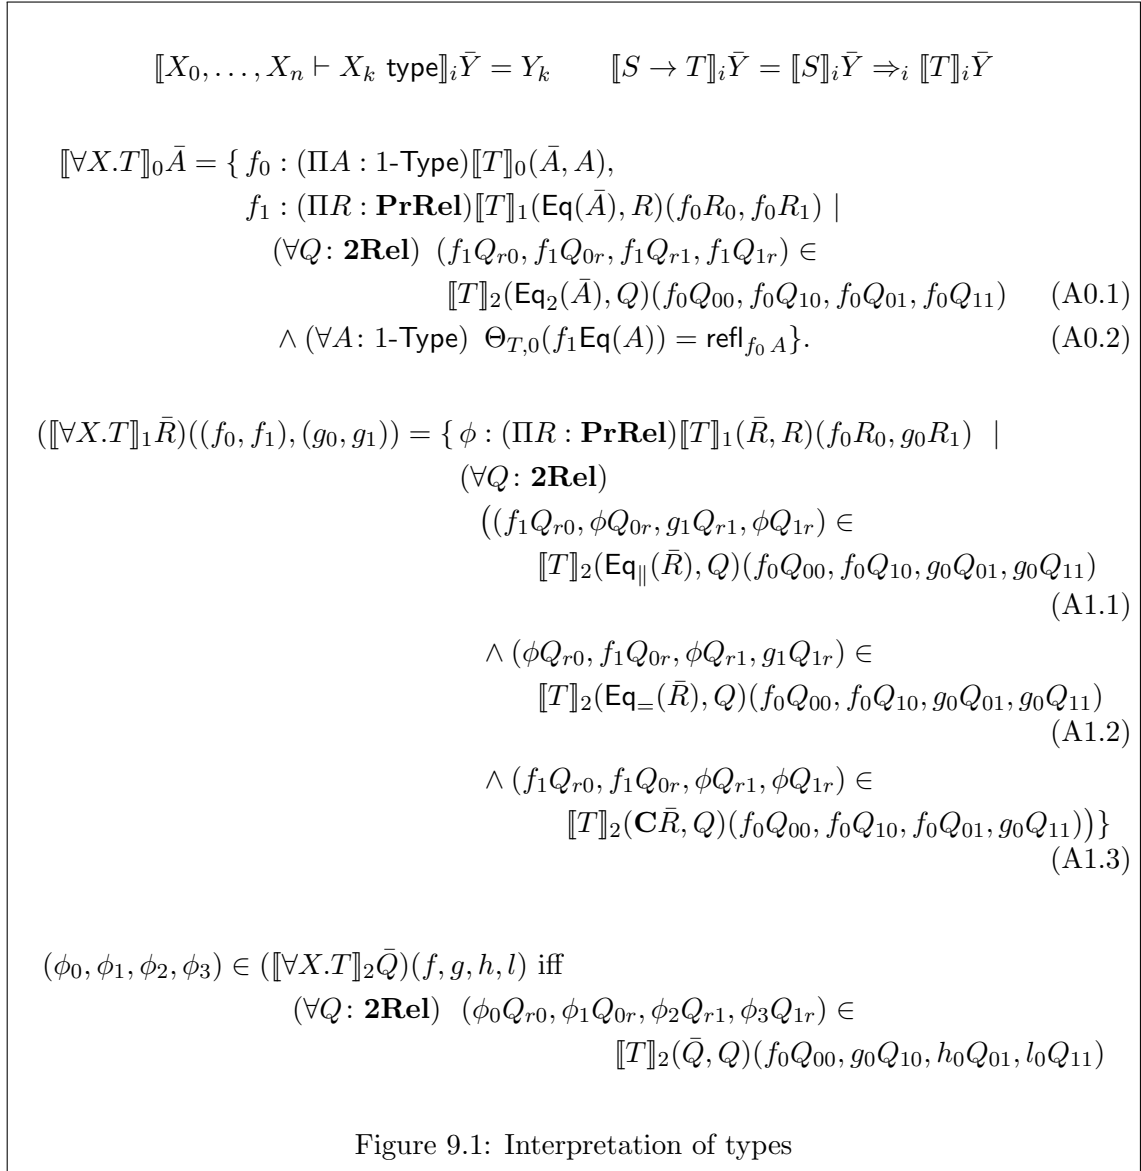 ⟦X₀, …, Xₙ ⊢ Xₖ type⟧ᵢȲ = Yₖ   ⟦S → T⟧ᵢȲ = ⟦S⟧ᵢȲ ⇒ᵢ ⟦T⟧ᵢȲ
⟦∀X.T⟧₀Ā = { f₀ : (ΠA : 1-Type)⟦T⟧₀(Ā, A),
f₁ : (ΠR : PrRel)⟦T⟧₁(Eq(Ā), R)(f₀R₀, f₀R₁) |
(∀Q : 2Rel) (f₁Q_{r0}, f₁Q_{0r}, f₁Q_{r1}, f₁Q_{1r}) ∈
⟦T⟧₂(Eq₂(Ā), Q)(f₀Q₀₀, f₀Q₁₀, f₀Q₀₁, f₀Q₁₁) (A0.1)
∧ (∀A : 1-Type) Θ_{T,0}(f₁Eq(A)) = refl_{f₀ A}}. (A0.2)
(⟦∀X.T⟧₁R̄)((f₀, f₁), (g₀, g₁)) = { ϕ : (ΠR : PrRel)⟦T⟧₁(R̄, R)(f₀R₀, g₀R₁) |
(∀Q : 2Rel)
((f₁Q_{r0}, ϕQ_{0r}, g₁Q_{r1}, ϕQ_{1r}) ∈
⟦T⟧₂(Eq_∥(R̄), Q)(f₀Q₀₀, f₀Q₁₀, g₀Q₀₁, g₀Q₁₁)
(A1.1)
∧ (ϕQ_{r0}, f₁Q_{0r}, ϕQ_{r1}, g₁Q_{1r}) ∈
⟦T⟧₂(Eq₌(R̄), Q)(f₀Q₀₀, f₀Q₁₀, g₀Q₀₁, g₀Q₁₁)
(A1.2)
∧ (f₁Q_{r0}, f₁Q_{0r}, ϕQ_{r1}, ϕQ_{1r}) ∈
⟦T⟧₂(CR̄, Q)(f₀Q₀₀, f₀Q₁₀, f₀Q₀₁, g₀Q₁₁))}
(A1.3)
(ϕ₀, ϕ₁, ϕ₂, ϕ₃) ∈ (⟦∀X.T⟧₂Q̄)(f, g, h, l) iff
(∀Q : 2Rel) (ϕ₀Q_{r0}, ϕ₁Q_{0r}, ϕ₂Q_{r1}, ϕ₃Q_{1r}) ∈
⟦T⟧₂(Q̄, Q)(f₀Q₀₀, g₀Q₁₀, h₀Q₀₁, l₀Q₁₁)
Figure 9.1: Interpretation of types